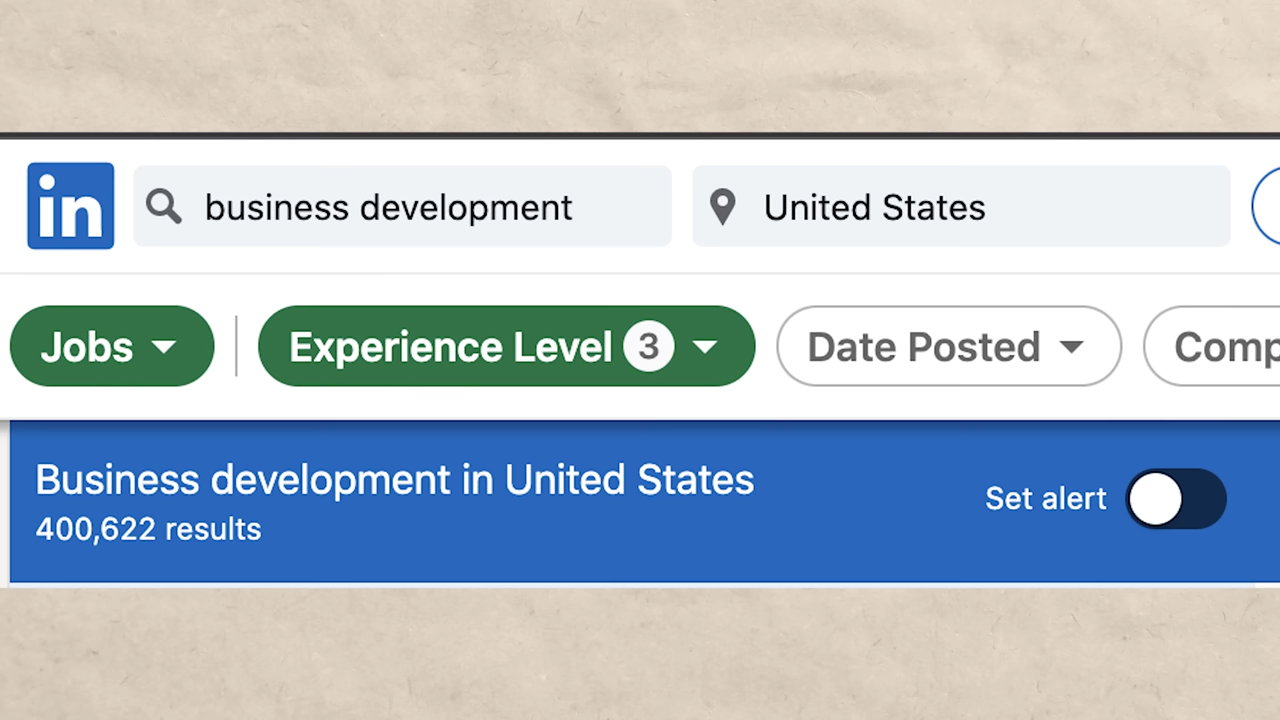 in business development United States
Jobs Experience Level 3 Date Posted Comp
Business development in United States
400,622 results
Set alert